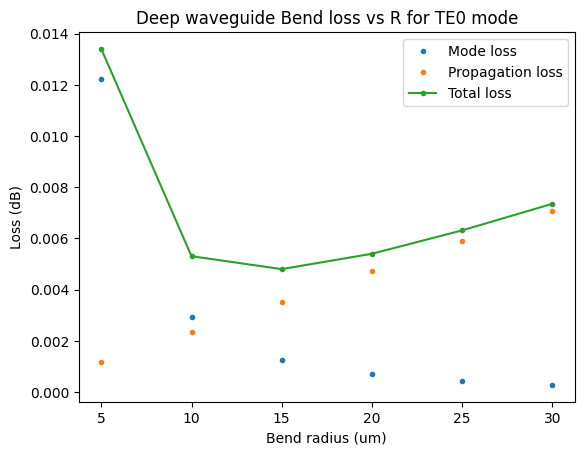 Deep waveguide Bend loss vs R for TE0 mode
Mode loss
Propagation loss
Total loss
Loss (dB)
0.014
0.012
0.010
0.008
0.006
0.004
0.002
0.000
5 10 15 20 25 30
Bend radius (um)